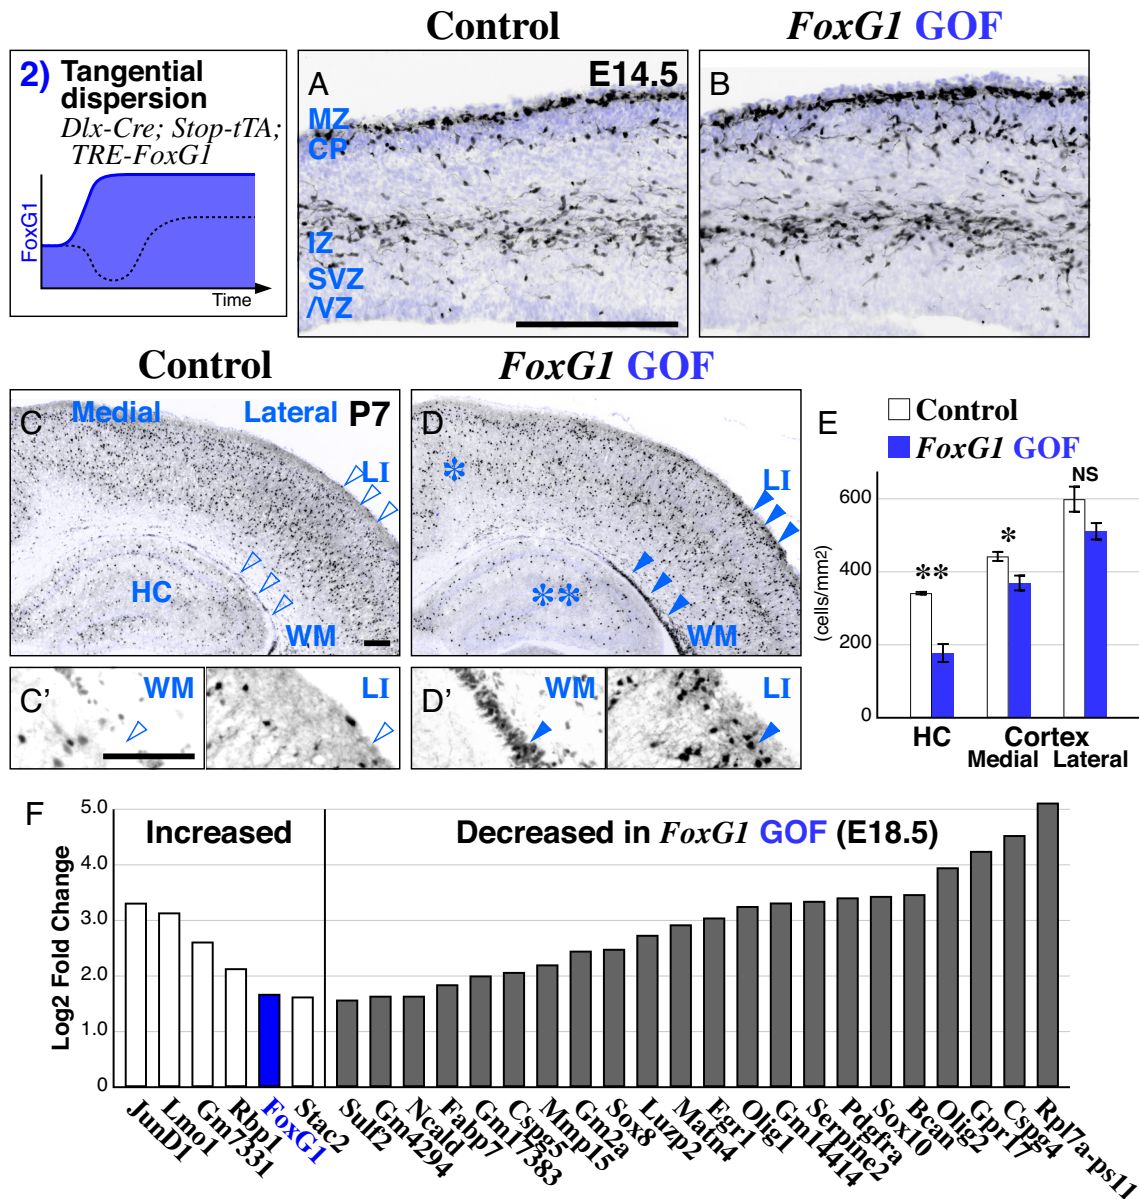 Control
FoxG1 GOF
2) Tangential
dispersion
Dlx-Cre; Stop-tTA;
TRE-FoxG1
FoxG1
Time
A
E14.5
MZ
CP
IZ
SVZ
/VZ
B
Control
FoxG1 GOF
C
Medial
Lateral
P7
LI
HC
WM
D
*
LI
**
WM
C'
WM
LI
D'
WM
LI
E
Control
FoxG1 GOF
(cells/mm2)
600
400
200
0
**
*
NS
HC
Cortex
Medial
Lateral
F
Log2 Fold Change
5.0
4.0
3.0
2.0
1.0
0
Increased
Decreased in FoxG1 GOF (E18.5)
JunD1
Lmo1
Gm7331
Rbp1
FoxG1
Stac2
Sulf2
Gm4294
Ncald
Fabp7
Gm17383
Cspg5
Mmp15
Gm2a
Sox8
Luzp2
Matn4
Egr1
Olig1
Gm14414
Serpine2
Pdgfra
Sox10
Bcan
Olig2
Gpr17
Cspg4
Rpl7a-ps11